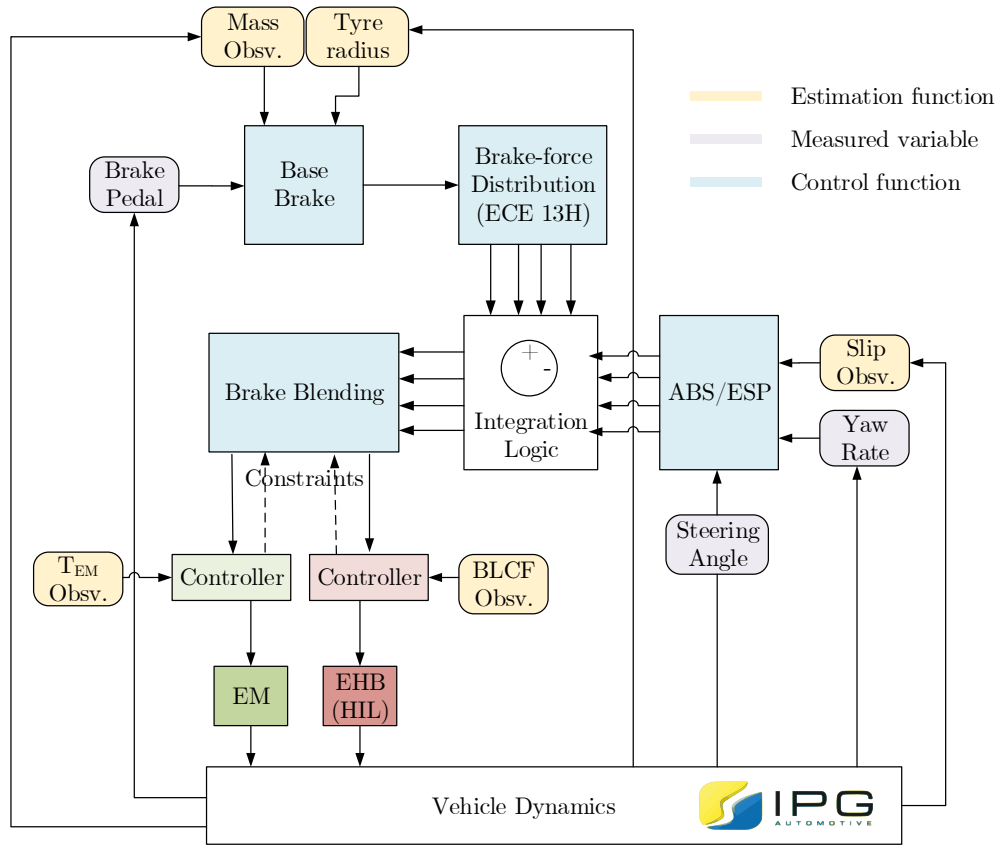 Mass
Obsv.
Tyre
radius
Estimation function
Measured variable
Control function
Brake
Pedal
Base
Brake
Brake-force
Distribution
(ECE 13H)
Brake Blending
+
-
Integration
Logic
ABS/ESP
Slip
Obsv.
Yaw
Rate
Constraints
Steering
Angle
TEM
Obsv.
Controller
Controller
BLCF
Obsv.
EM
EHB
(HIL)
Vehicle Dynamics
IPG
AUTOMOTIVE